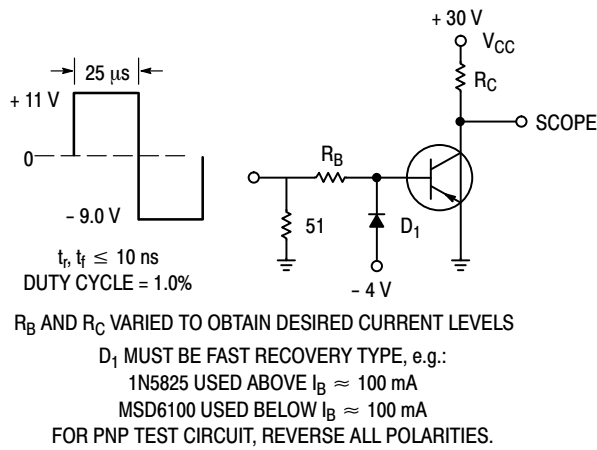 + 30 V
V_CC
25 μs
R_C
+ 11 V
SCOPE
0
R_B
51
D_1
- 9.0 V
- 4 V
t_r, t_f ≤ 10 ns
DUTY CYCLE = 1.0%
R_B AND R_C VARIED TO OBTAIN DESIRED CURRENT LEVELS
D_1 MUST BE FAST RECOVERY TYPE, e.g.:
1N5825 USED ABOVE I_B ≈ 100 mA
MSD6100 USED BELOW I_B ≈ 100 mA
FOR PNP TEST CIRCUIT, REVERSE ALL POLARITIES.